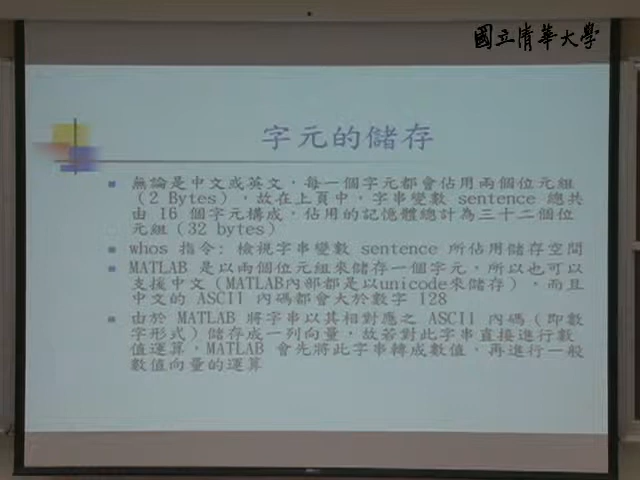 國立清華大學
字元的儲存
無論是中文或英文，每一個字元都會佔用兩個位元組
（2 Bytes），故在上頁中，字串變數 sentence 總共
由 16 個字元構成，佔用的記憶體總計為三十二個位
元組（32 bytes）
whos 指令: 檢視字串變數 sentence 所佔用儲存空間
MATLAB 是以兩個位元組來儲存一個字元，所以也可以
支援中文（MATLAB內部都是以unicode來儲存），而且
中文的 ASCII 內碼都會大於數字 128
由於 MATLAB 將字串以其相對應之 ASCII 內碼（即數
字形式）儲存成一列向量，故若對此字串直接進行數
值運算，MATLAB 會先將此字串轉成數值，再進行一般
數值向量的運算